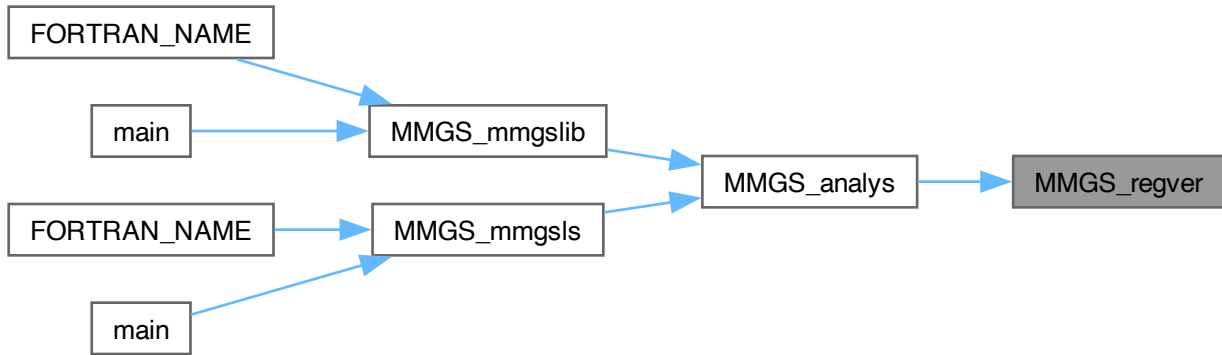 FORTRAN_NAME
main
MMGS_mmgslib
MMGS_analys
MMGS_regver
FORTRAN_NAME
MMGS_mmgsls
main